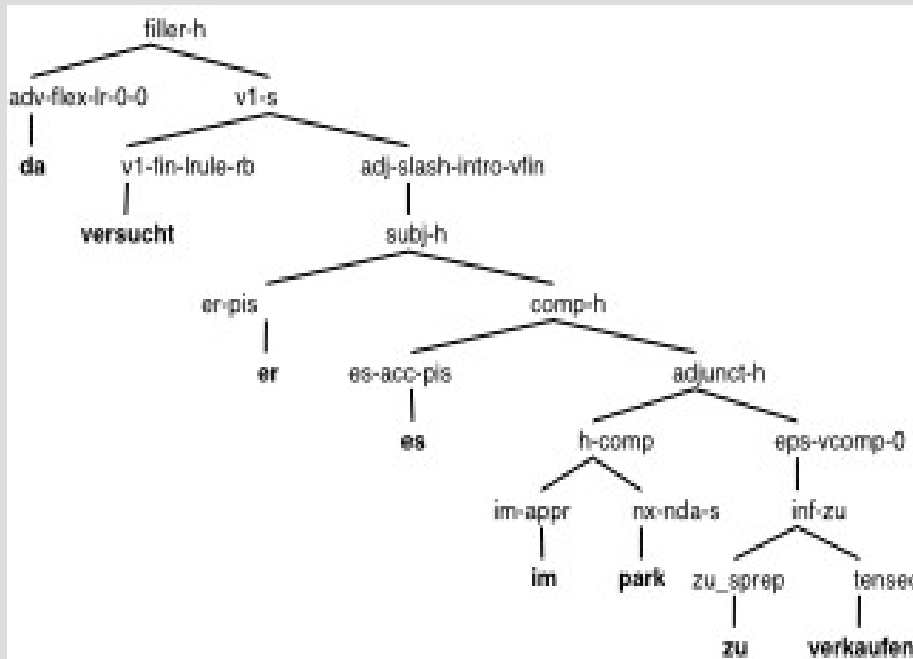 filler-h
adv-flex-lr-0-0 v1-s
da v1-fin-lrule-rb adj-slash-intro-vfin
versucht subj-h
er-pis comp-h
er es-acc-pis adjunct-h
es h-comp eps-vcomp-0
im-appr nx-nda-s inf-zu
im park zu_sprep tensed
zu verkaufen